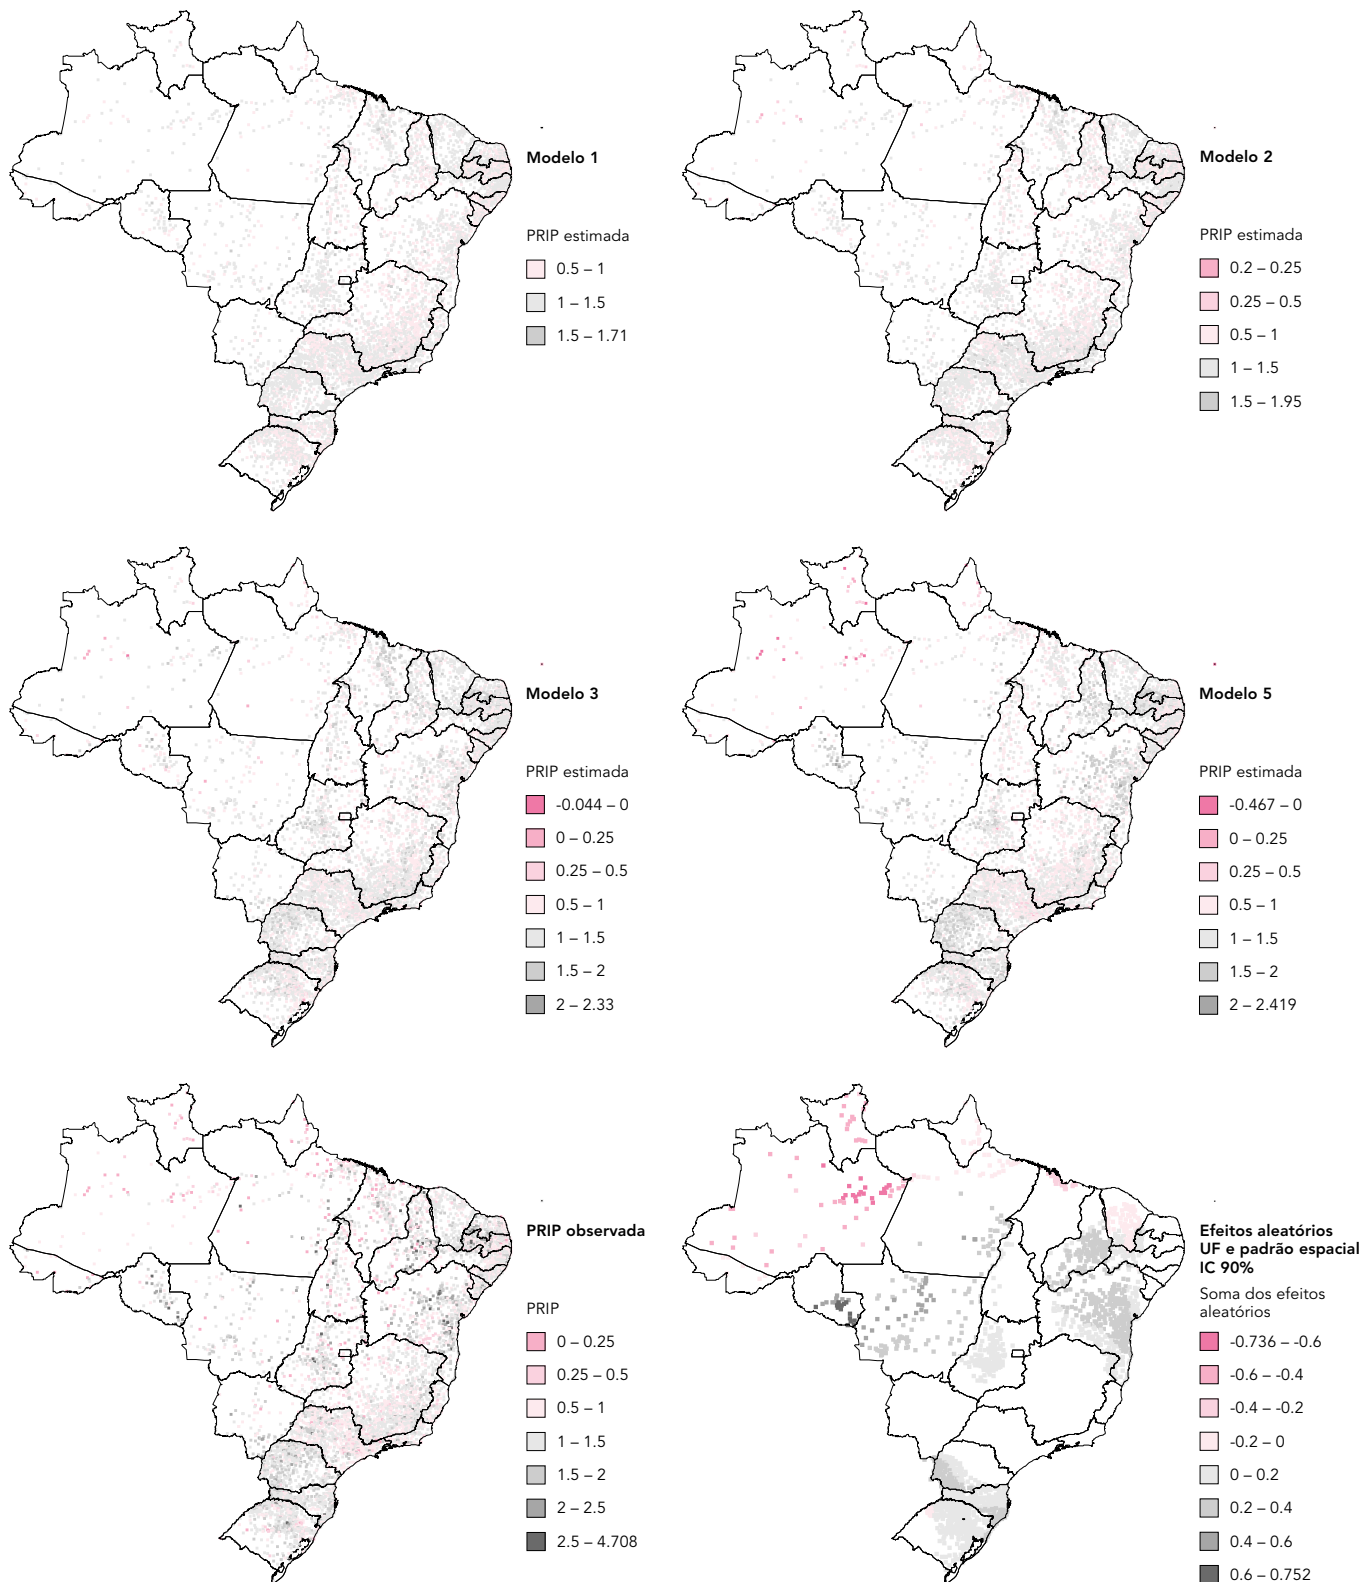 Modelo 1
PRIP estimada
0.5 – 1
1 – 1.5
1.5 – 1.71
Modelo 2
PRIP estimada
0.2 – 0.25
0.25 – 0.5
0.5 – 1
1 – 1.5
1.5 – 1.95
Modelo 3
PRIP estimada
-0.044 – 0
0 – 0.25
0.25 – 0.5
0.5 – 1
1 – 1.5
1.5 – 2
2 – 2.33
Modelo 5
PRIP estimada
-0.467 – 0
0 – 0.25
0.25 – 0.5
0.5 – 1
1 – 1.5
1.5 – 2
2 – 2.419
PRIP observada
PRIP
0 – 0.25
0.25 – 0.5
0.5 – 1
1 – 1.5
1.5 – 2
2 – 2.5
2.5 – 4.708
Efeitos aleatórios
UF e padrão espacial
IC 90%
Soma dos efeitos
aleatórios
-0.736 – -0.6
-0.6 – -0.4
-0.4 – -0.2
-0.2 – 0
0 – 0.2
0.2 – 0.4
0.4 – 0.6
0.6 – 0.752